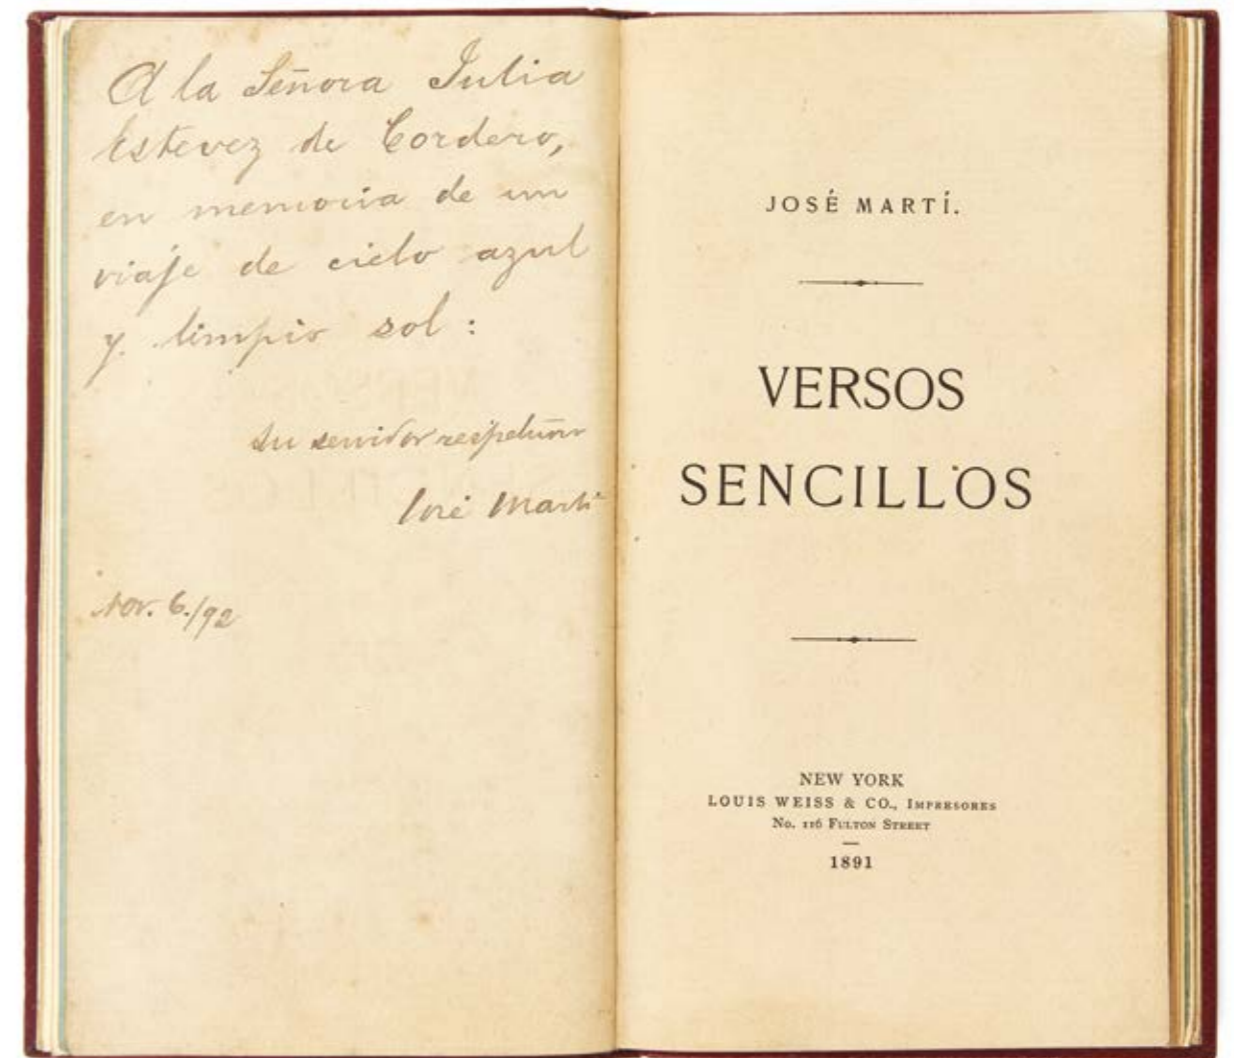 A la Señora Julia
Estevez de Cordero,
en memoria de un
viaje de cielo azul
y limpio sol:
su servidor respetuoso
José Martí
Nov. 6./92
JOSÉ MARTÍ.
VERSOS
SENCILLOS
NEW YORK
LOUIS WEISS & CO., IMPRESORES
No. 116 FULTON STREET
1891